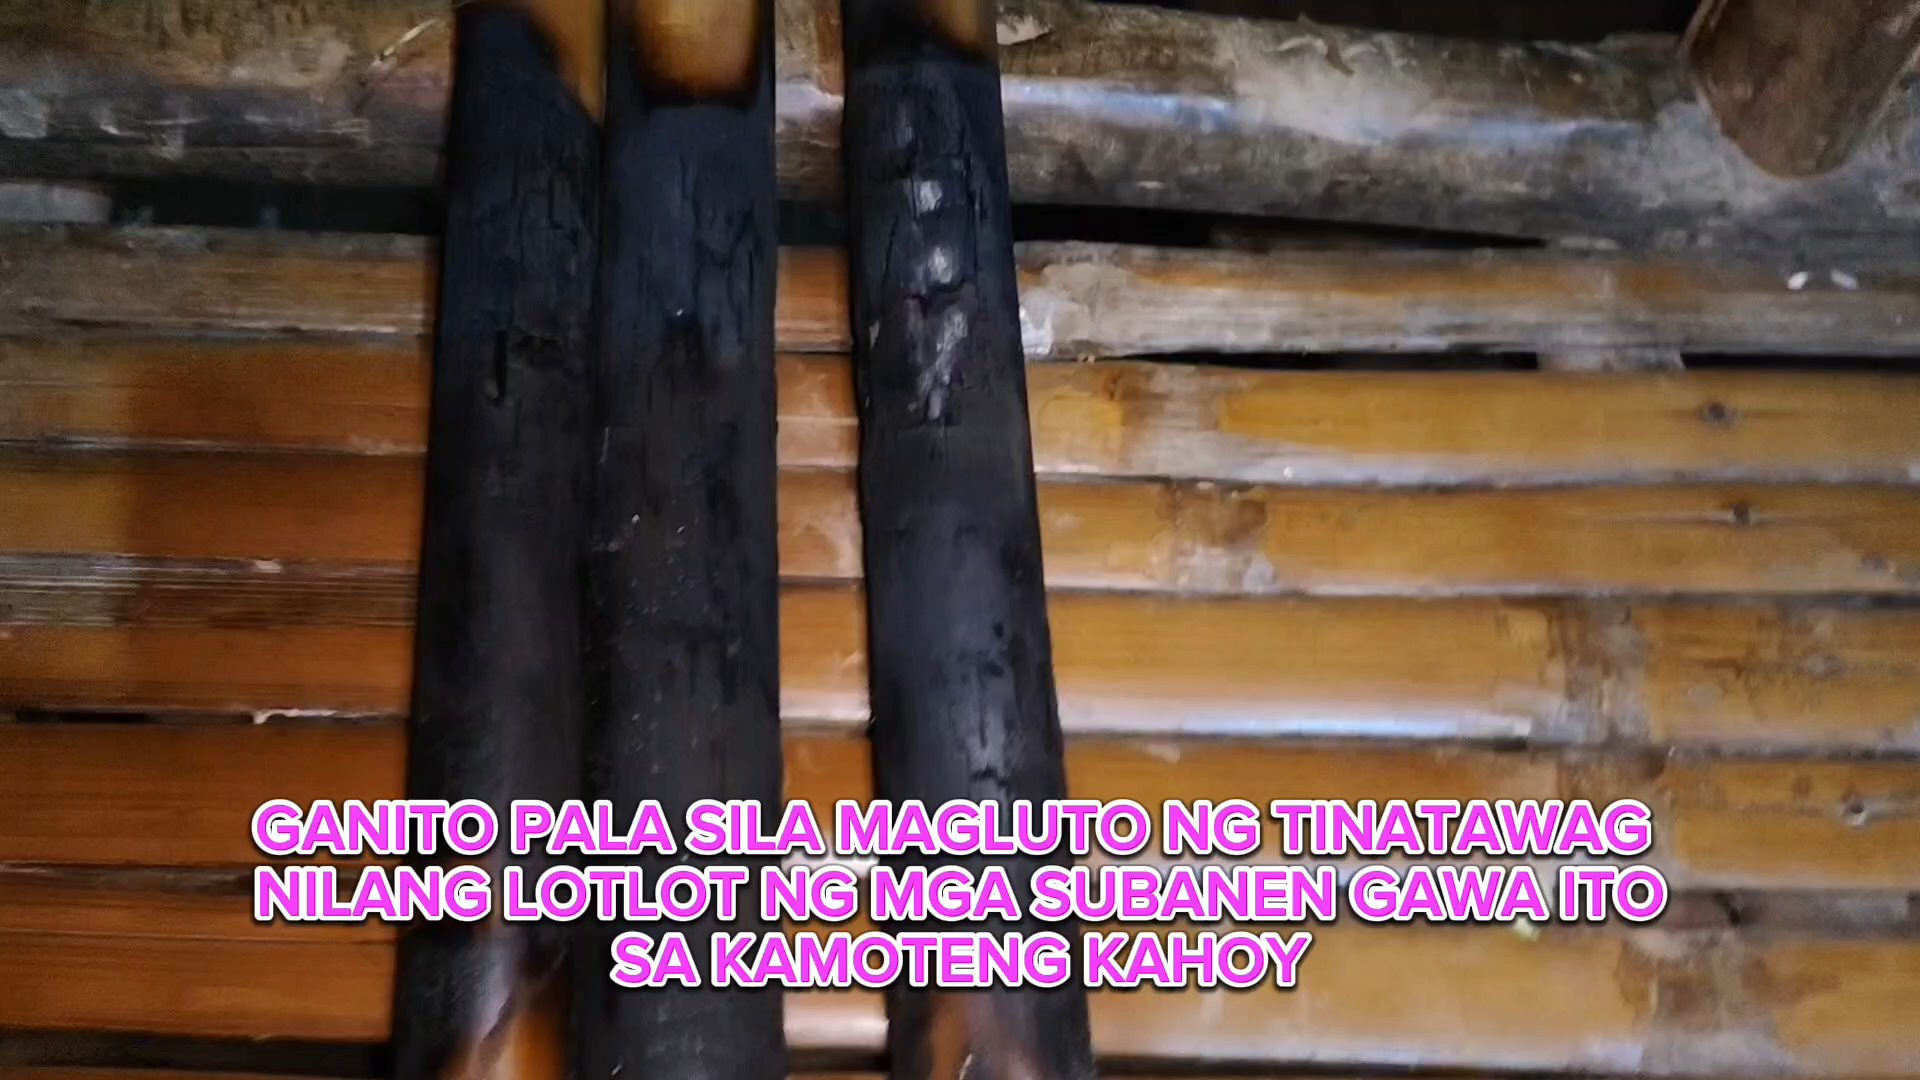 GANITO PALA SILA MAGLUTO NG TINATAWAG
NILANG LOTLOT NG MGA SUBANEN GAWA ITO
SA KAMOTENG KAHOY